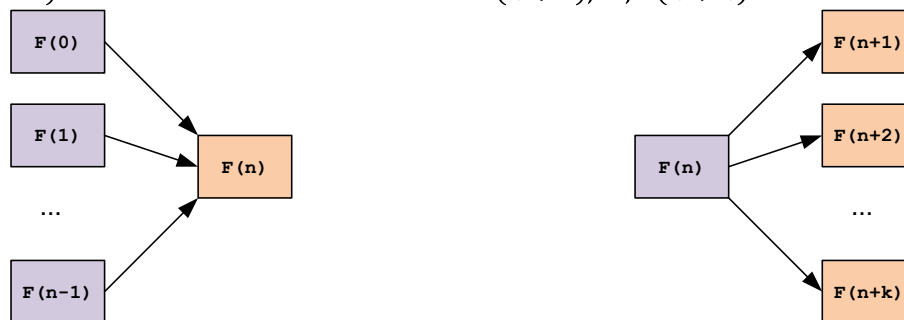 F(0)
F(1)
...
F(n-1)
F(n)
F(n)
F(n+1)
F(n+2)
...
F(n+k)